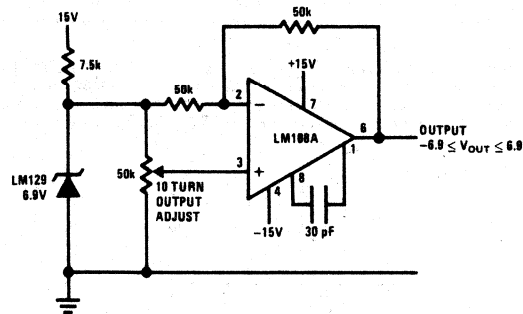 15V
50k
7.5k
+15V
50k
2
7
6
LM108A
OUTPUT
-6.9 ≤ VOUT ≤ 6.9
1
3
LM129
6.9V
50k
10 TURN
OUTPUT
ADJUST
8
4
-15V
30 pF